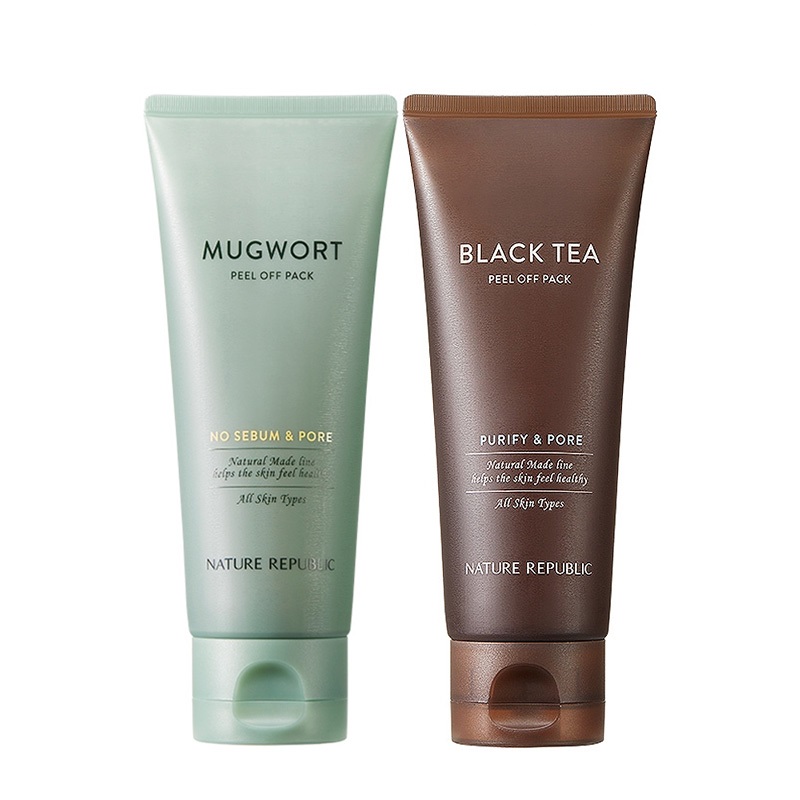 MUGWORT
PEEL OFF PACK
NO SEBUM & PORE
Natural Made line
helps the skin feel healthy
All Skin Types
NATURE REPUBLIC
BLACK TEA
PEEL OFF PACK
PURIFY & PORE
Natural Made line
helps the skin feel healthy
All Skin Types
NATURE REPUBLIC